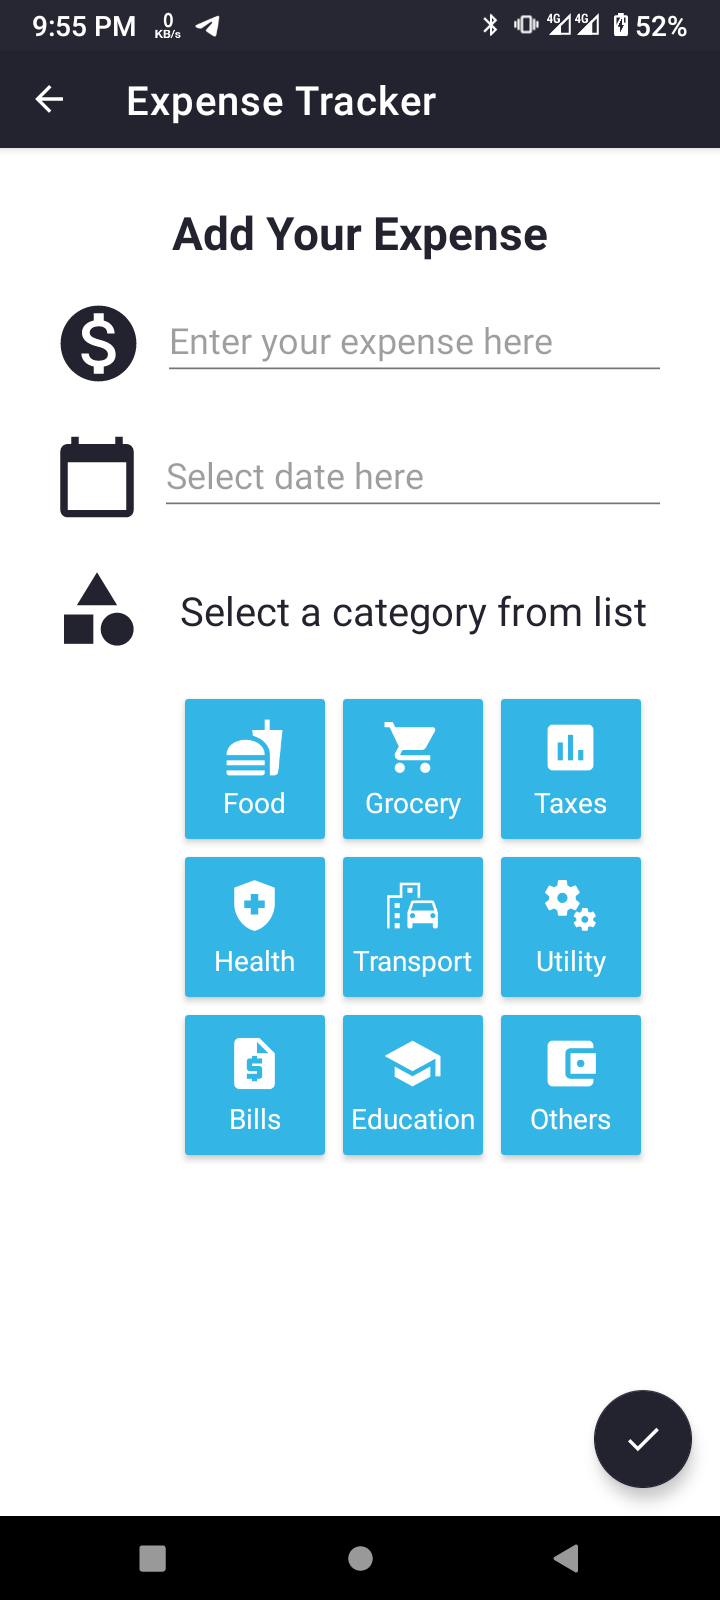 9:55 PM 0 KB/s 4G 4G 52%
Expense Tracker
Add Your Expense
Enter your expense here
Select date here
Select a category from list
Food Grocery Taxes
Health Transport Utility
Bills Education Others